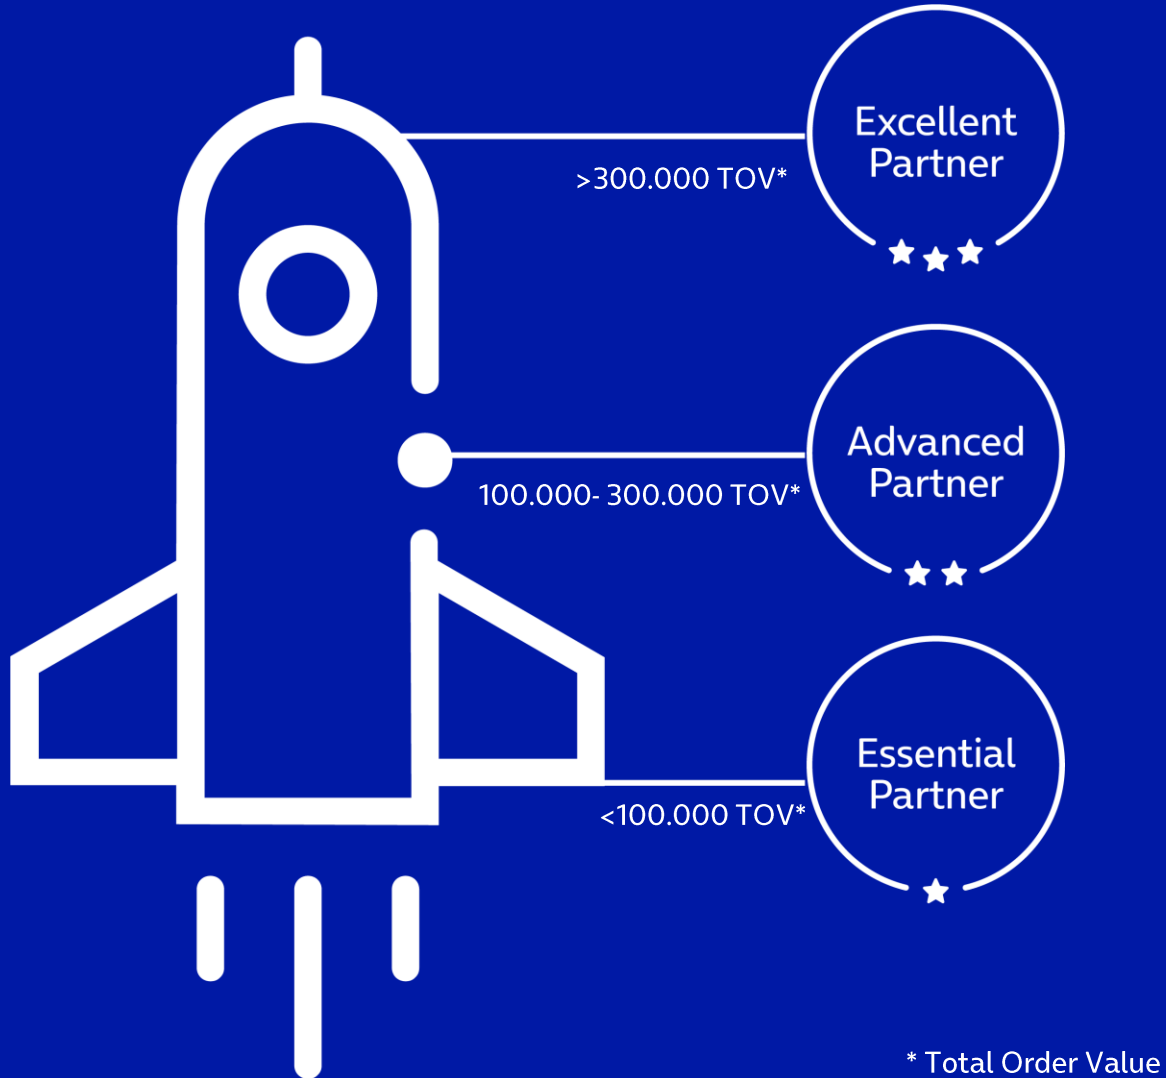 Excellent
Partner
>300.000 TOV*
Advanced
Partner
100.000- 300.000 TOV*
Essential
Partner
<100.000 TOV*
* Total Order Value